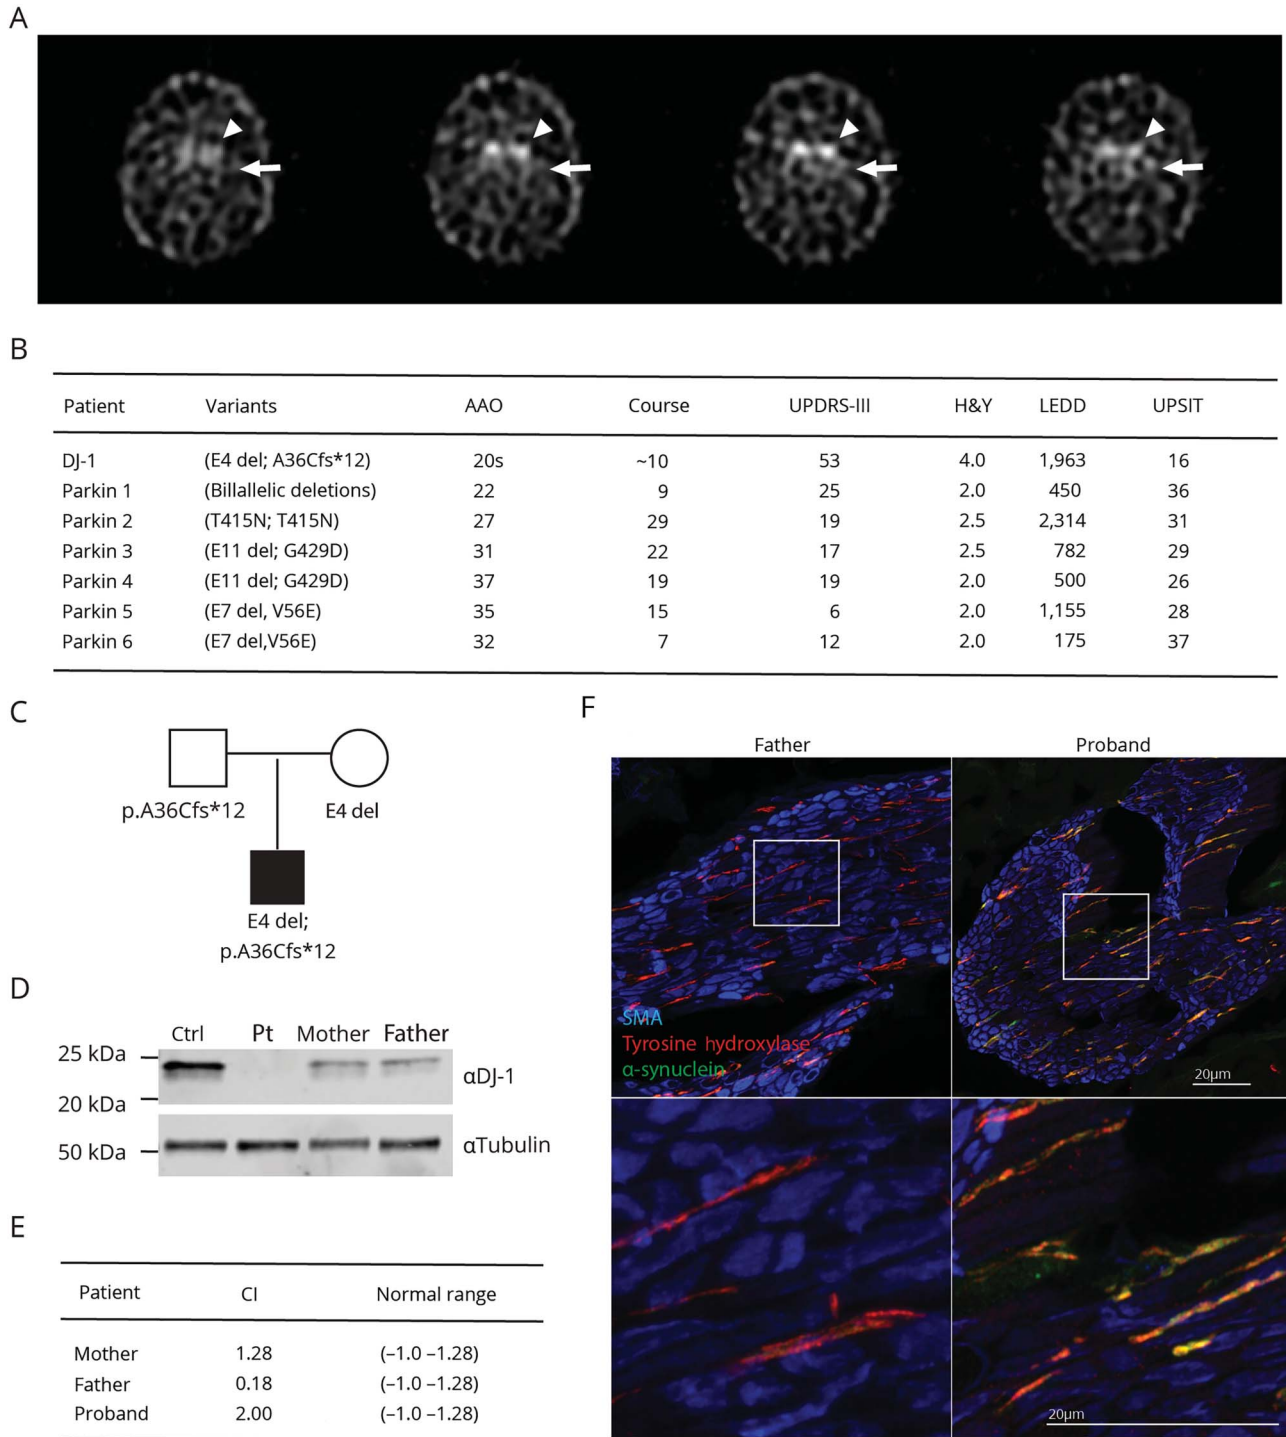 A
B
Patient Variants AAO Course UPDRS-III H&Y LEDD UPSIT
DJ-1 (E4 del; A36Cfs*12) 20s ~10 53 4.0 1,963 16
Parkin 1 (Billallelic deletions) 22 9 25 2.0 450 36
Parkin 2 (T415N; T415N) 27 29 19 2.5 2,314 31
Parkin 3 (E11 del; G429D) 31 22 17 2.5 782 29
Parkin 4 (E11 del; G429D) 37 19 19 2.0 500 26
Parkin 5 (E7 del, V56E) 35 15 6 2.0 1,155 28
Parkin 6 (E7 del,V56E) 32 7 12 2.0 175 37
C
p.A36Cfs*12 E4 del
E4 del;
p.A36Cfs*12
D
Ctrl Pt Mother Father
25 kDa
αDJ-1
20 kDa
50 kDa
αTubulin
E
Patient CI Normal range
Mother 1.28 (–1.0 –1.28)
Father 0.18 (–1.0 –1.28)
Proband 2.00 (–1.0 –1.28)
F
Father Proband
SMA
Tyrosine hydroxylase
α-synuclein
20µm
20µm